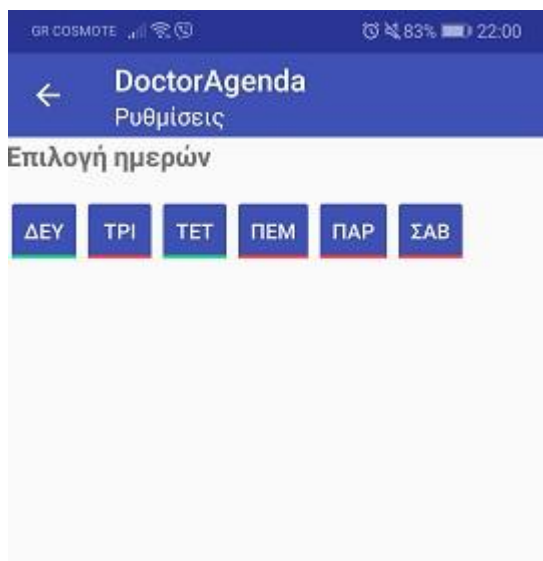 GR COSMOTE 83% 22:00
DoctorAgenda
Ρυθμίσεις
Επιλογή ημερών
ΔΕΥ ΤΡΙ ΤΕΤ ΠΕΜ ΠΑΡ ΣΑΒ